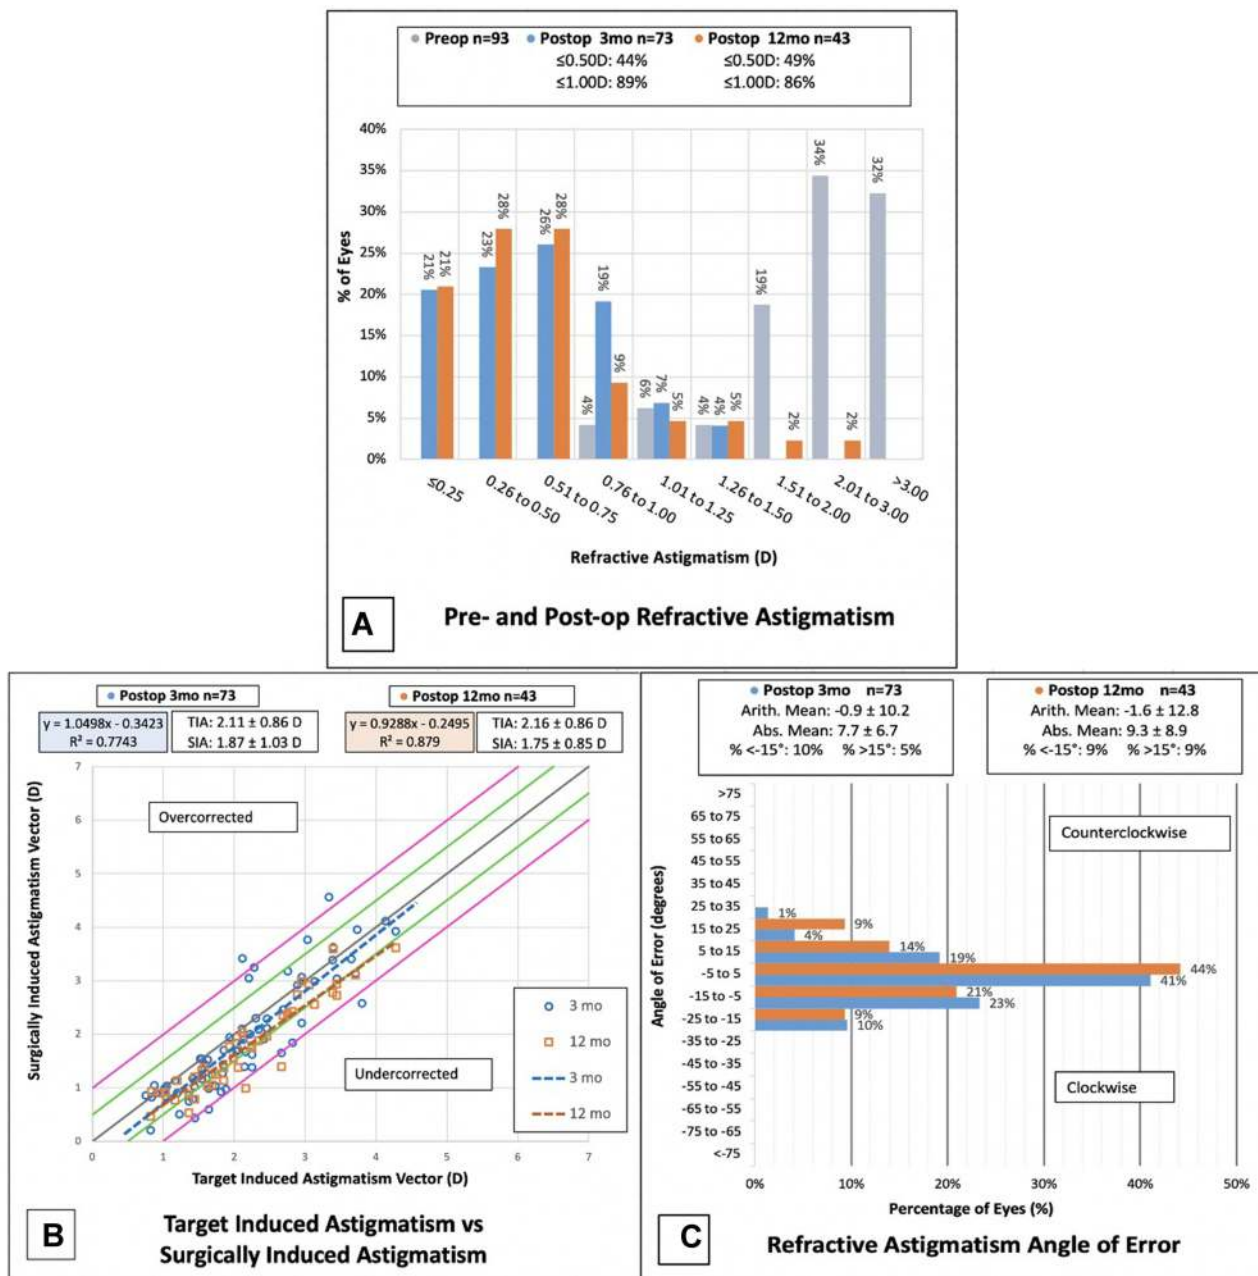 Preop n=93 Postop 3mo n=73 Postop 12mo n=43
≤0.50D: 44% ≤0.50D: 49%
≤1.00D: 89% ≤1.00D: 86%
40%
35%
30%
25%
20%
15%
10%
5%
0%
% of Eyes
21% 21%
23% 28%
26% 28%
4% 19% 9%
6% 7% 5%
4% 4% 5%
19% 2%
34% 2%
32%
≤0.25
0.26 to 0.50
0.51 to 0.75
0.76 to 1.00
1.01 to 1.25
1.26 to 1.50
1.51 to 2.00
2.01 to 3.00
>3.00
Refractive Astigmatism (D)
A Pre- and Post-op Refractive Astigmatism
Postop 3mo n=73
y = 1.0498x - 0.3423
R² = 0.7743
TIA: 2.11 ± 0.86 D
SIA: 1.87 ± 1.03 D
Postop 12mo n=43
y = 0.9288x - 0.2495
R² = 0.879
TIA: 2.16 ± 0.86 D
SIA: 1.75 ± 0.85 D
7
6
5
4
3
2
1
0
Surgically Induced Astigmatism Vector (D)
Overcorrected
Undercorrected
3 mo
12 mo
3 mo
12 mo
0 1 2 3 4 5 6 7
Target Induced Astigmatism Vector (D)
B
Target Induced Astigmatism vs
Surgically Induced Astigmatism
Postop 3mo n=73
Arith. Mean: -0.9 ± 10.2
Abs. Mean: 7.7 ± 6.7
% <-15°: 10% % >15°: 5%
Postop 12mo n=43
Arith. Mean: -1.6 ± 12.8
Abs. Mean: 9.3 ± 8.9
% <-15°: 9% % >15°: 9%
Angle of Error (degrees)
>75
65 to 75
55 to 65
45 to 55
35 to 45
25 to 35
15 to 25
5 to 15
-5 to 5
-15 to -5
-25 to -15
-35 to -25
-45 to -35
-55 to -45
-65 to -55
-75 to -65
<-75
Counterclockwise
1%
9%
4%
14%
19%
44%
41%
21%
23%
9%
10%
Clockwise
0% 10% 20% 30% 40% 50%
Percentage of Eyes (%)
C Refractive Astigmatism Angle of Error